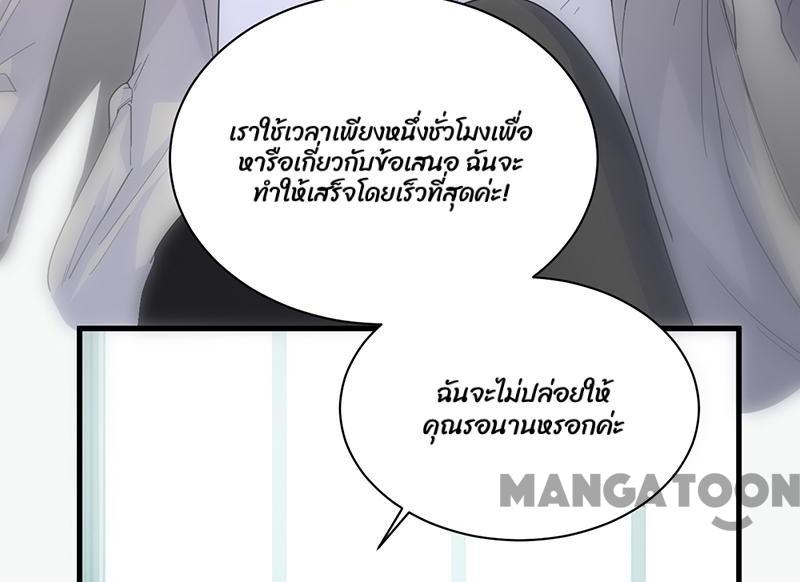 เราใช้เวลาเพียงหนึ่งชั่วโมงเพื่อ
หารือเกี่ยวกับข้อเสนอ ฉันจะ
ทำให้เสร็จโดยเร็วที่สุดค่ะ!
ฉันจะไม่ปล่อยให้
คุณรอนานหรอกค่ะ
MANGATOON